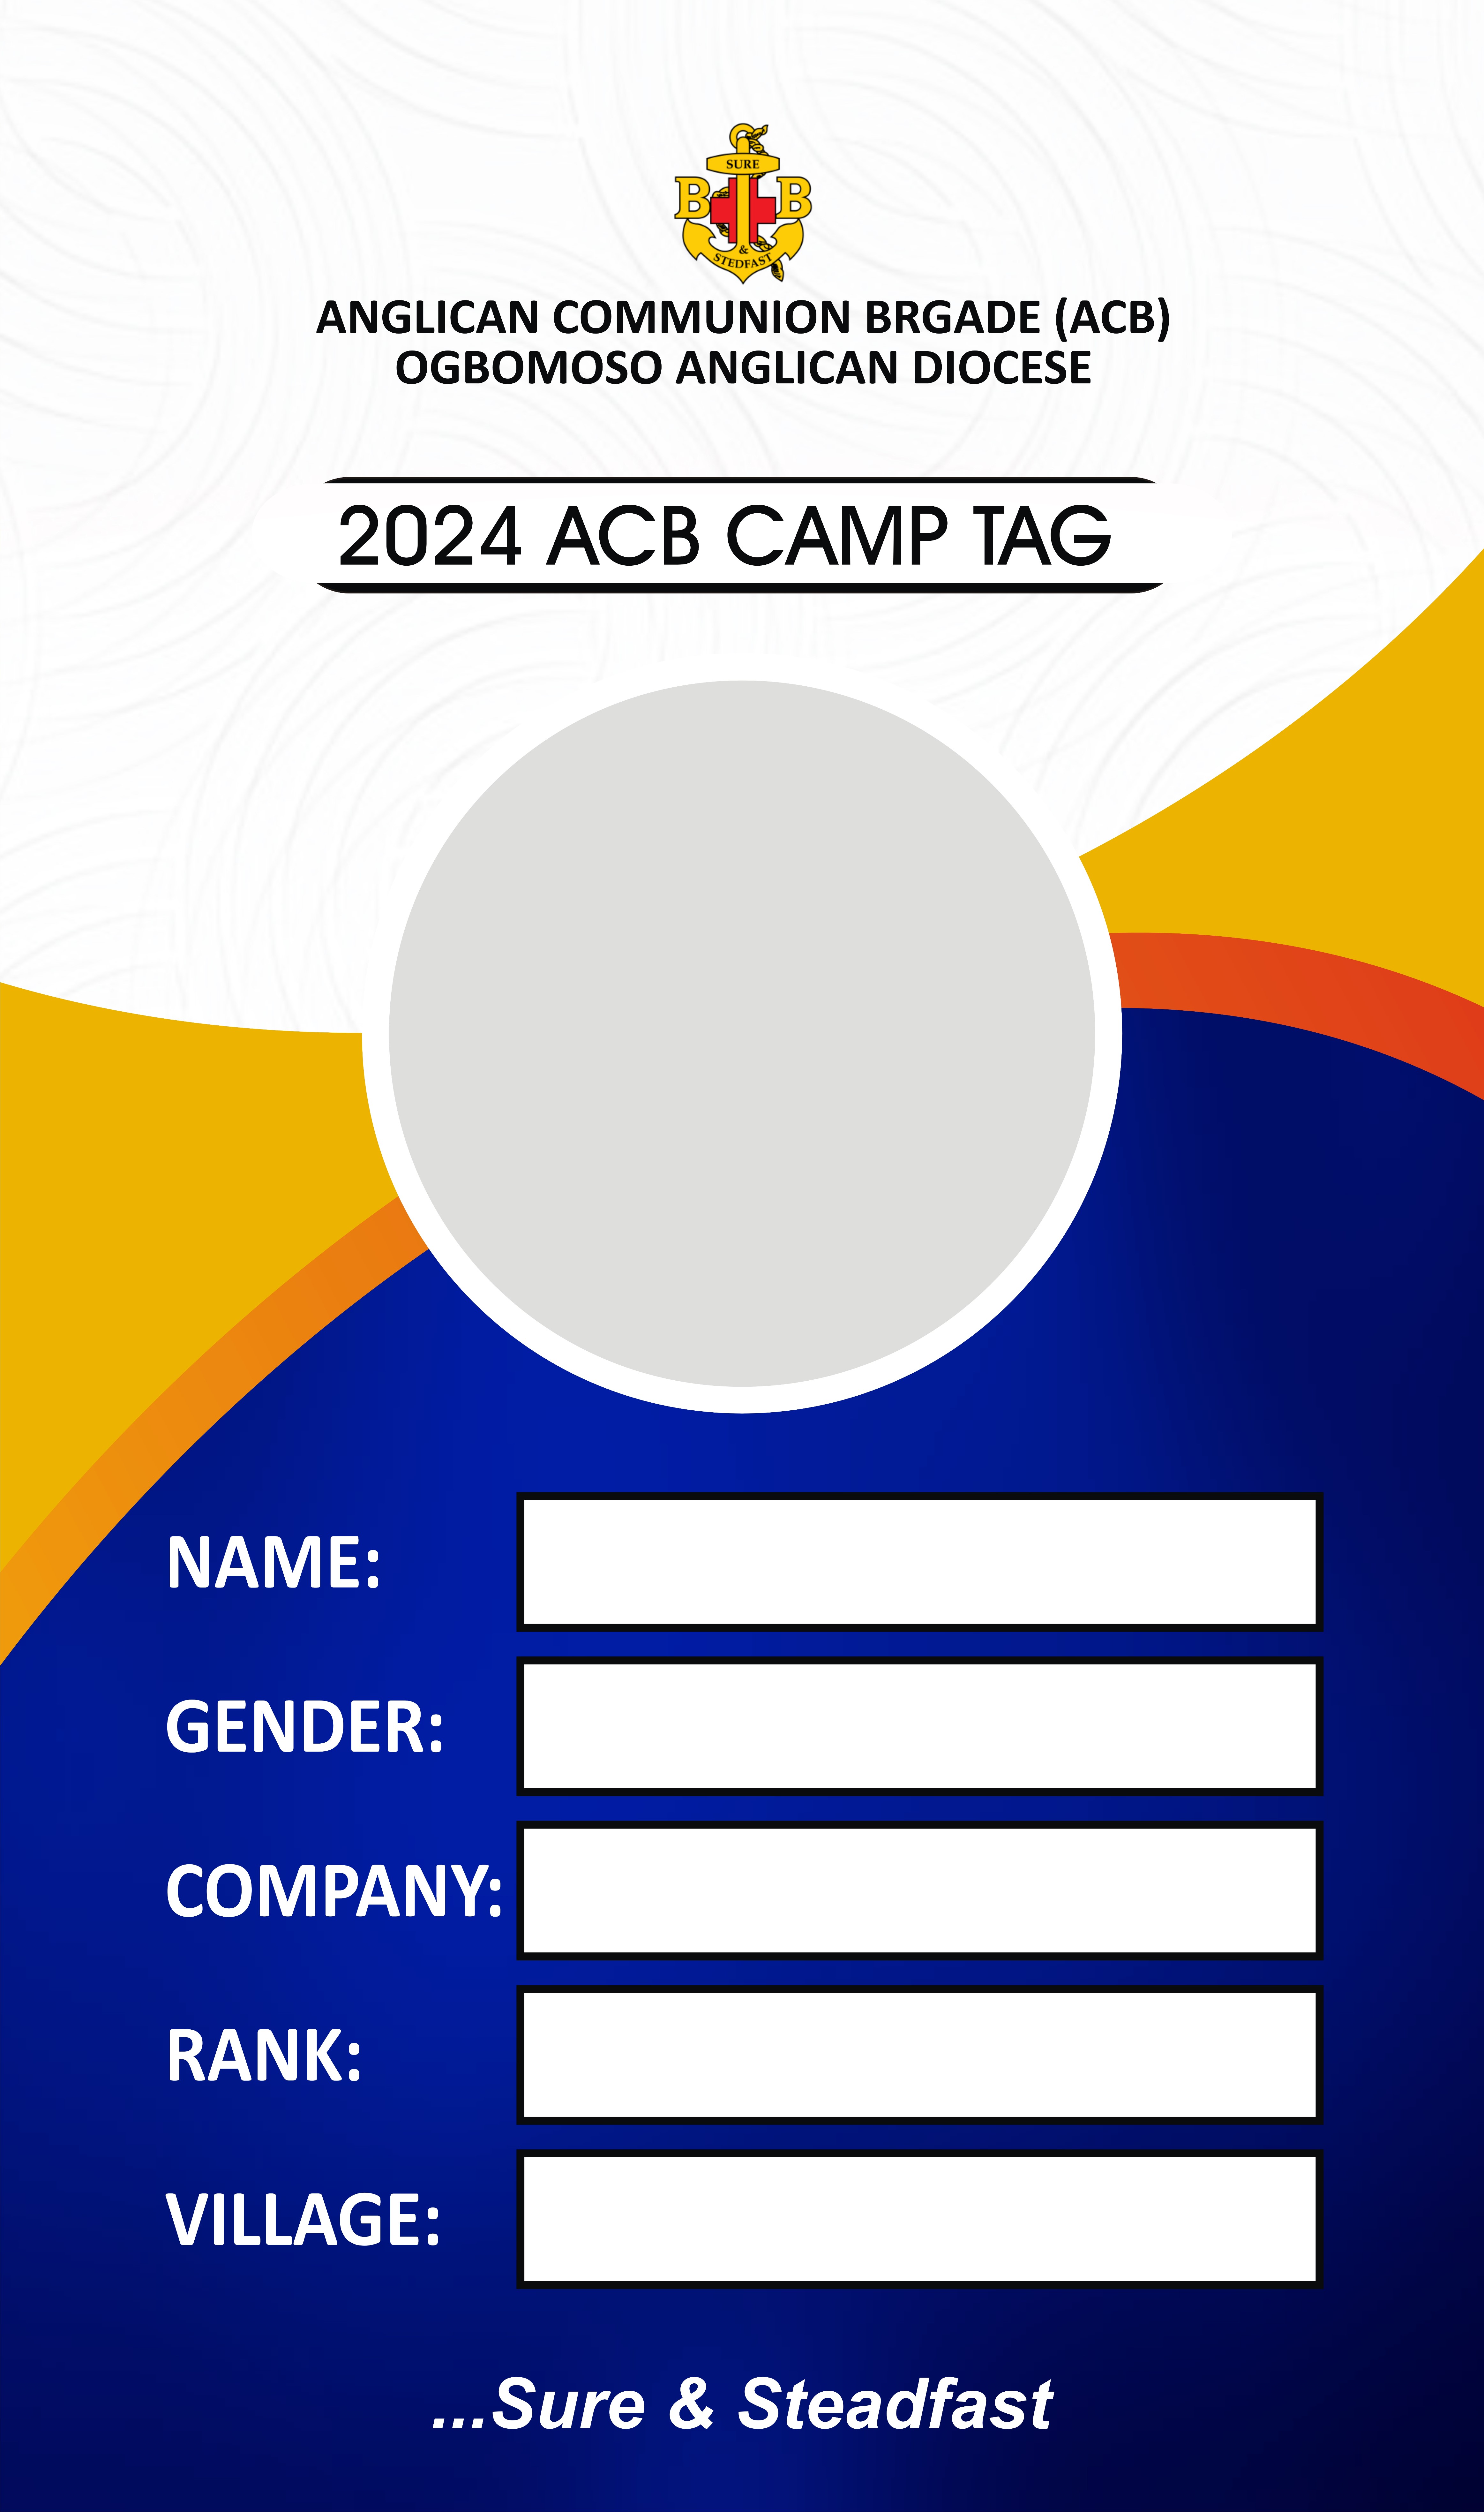 SURE
B B
&
STEDFAST
ANGLICAN COMMUNION BRGADE (ACB)
OGBOMOSO ANGLICAN DIOCESE
2024 ACB CAMP TAG
NAME:
GENDER:
COMPANY:
RANK:
VILLAGE:
...Sure & Steadfast